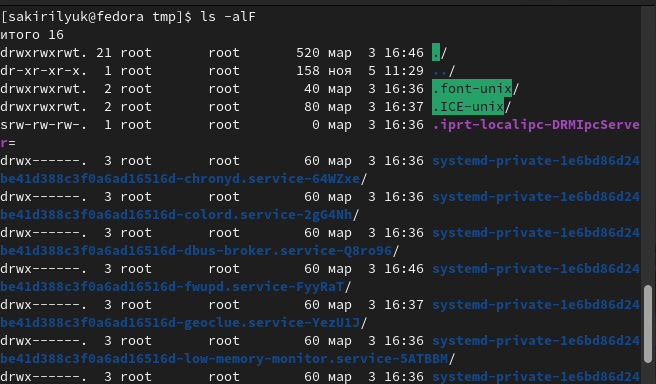 [sakirilyuk@fedora tmp]$ ls -alF
итого 16
drwxrwxrwt. 21 root       root       520 мар  3 16:46 ./
dr-xr-xr-x.  1 root       root       158 ноя  5 11:29 ../
drwxrwxrwt.  2 root       root        40 мар  3 16:36 .font-unix/
drwxrwxrwt.  2 root       root        80 мар  3 16:37 .ICE-unix/
srw-rw-rw-.  1 root       root         0 мар  3 16:36 .iprt-localipc-DRMIpcServe
r=
drwx------.  3 root       root        60 мар  3 16:36 systemd-private-1e6bd86d24
be41d388c3f0a6ad16516d-chronyd.service-64WZxe/
drwx------.  3 root       root        60 мар  3 16:36 systemd-private-1e6bd86d24
be41d388c3f0a6ad16516d-colord.service-2gG4Nh/
drwx------.  3 root       root        60 мар  3 16:36 systemd-private-1e6bd86d24
be41d388c3f0a6ad16516d-dbus-broker.service-Q8ro96/
drwx------.  3 root       root        60 мар  3 16:46 systemd-private-1e6bd86d24
be41d388c3f0a6ad16516d-fwupd.service-FyyRaT/
drwx------.  3 root       root        60 мар  3 16:37 systemd-private-1e6bd86d24
be41d388c3f0a6ad16516d-geoclue.service-YezU1J/
drwx------.  3 root       root        60 мар  3 16:36 systemd-private-1e6bd86d24
be41d388c3f0a6ad16516d-low-memory-monitor.service-5ATBBM/
drwx------.  3 root       root        60 мар  3 16:36 systemd-private-1e6bd86d24